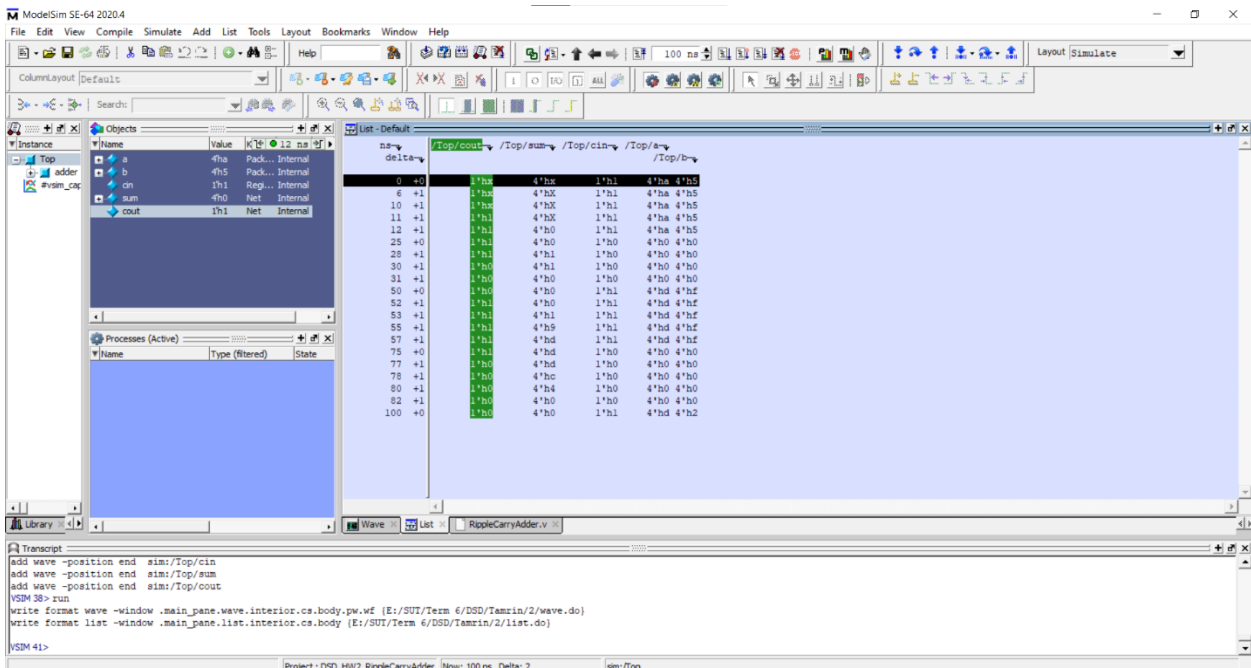 ModelSim SE-64 2020.4
File Edit View Compile Simulate Add List Tools Layout Bookmarks Window Help
Help
100 ns
Layout Simulate
ColumnLayout Default
Search:
Instance
Top
adder
#vsim_cap
Library
Objects
Name Value 12 ns
a 4'ha Pack... Internal
b 4'h5 Pack... Internal
cin 1'h1 Regi... Internal
sum 4'h0 Net Internal
cout 1'h1 Net Internal
Processes (Active)
Name Type (filtered) State
List - Default
ns /Top/cout /Top/sum /Top/cin /Top/a
delta /Top/b
0 +0 1'hx 4'hx 1'h1 4'ha 4'h5
6 +1 1'hx 4'hX 1'h1 4'ha 4'h5
10 +1 1'hx 4'hX 1'h1 4'ha 4'h5
11 +1 1'h1 4'hX 1'h1 4'ha 4'h5
12 +1 1'h1 4'h0 1'h1 4'ha 4'h5
25 +0 1'h1 4'h0 1'h0 4'h0 4'h0
28 +1 1'h1 4'h1 1'h0 4'h0 4'h0
30 +1 1'h0 4'h1 1'h0 4'h0 4'h0
31 +1 1'h0 4'h0 1'h0 4'h0 4'h0
50 +0 1'h0 4'h0 1'h1 4'hd 4'hf
52 +1 1'h1 4'h0 1'h1 4'hd 4'hf
53 +1 1'h1 4'h1 1'h1 4'hd 4'hf
55 +1 1'h1 4'h9 1'h1 4'hd 4'hf
57 +1 1'h1 4'hd 1'h1 4'hd 4'hf
75 +0 1'h1 4'hd 1'h0 4'h0 4'h0
77 +1 1'h0 4'hd 1'h0 4'h0 4'h0
78 +1 1'h0 4'hc 1'h0 4'h0 4'h0
80 +1 1'h0 4'h4 1'h0 4'h0 4'h0
82 +1 1'h0 4'h0 1'h0 4'h0 4'h0
100 +0 1'h0 4'h0 1'h1 4'hd 4'h2
Wave List RippleCarryAdder.v
Transcript
add wave -position end sim:/Top/cin
add wave -position end sim:/Top/sum
add wave -position end sim:/Top/cout
VSIM 38> run
write format wave -window .main_pane.wave.interior.cs.body.pw.wf {E:/SUT/Term 6/DSD/Tamrin/2/wave.do}
write format list -window .main_pane.list.interior.cs.body {E:/SUT/Term 6/DSD/Tamrin/2/list.do}
VSIM 41>
Project : DSD_HW2_RippleCarryAdder Now: 100 ns Delta: 2 sim:/Top